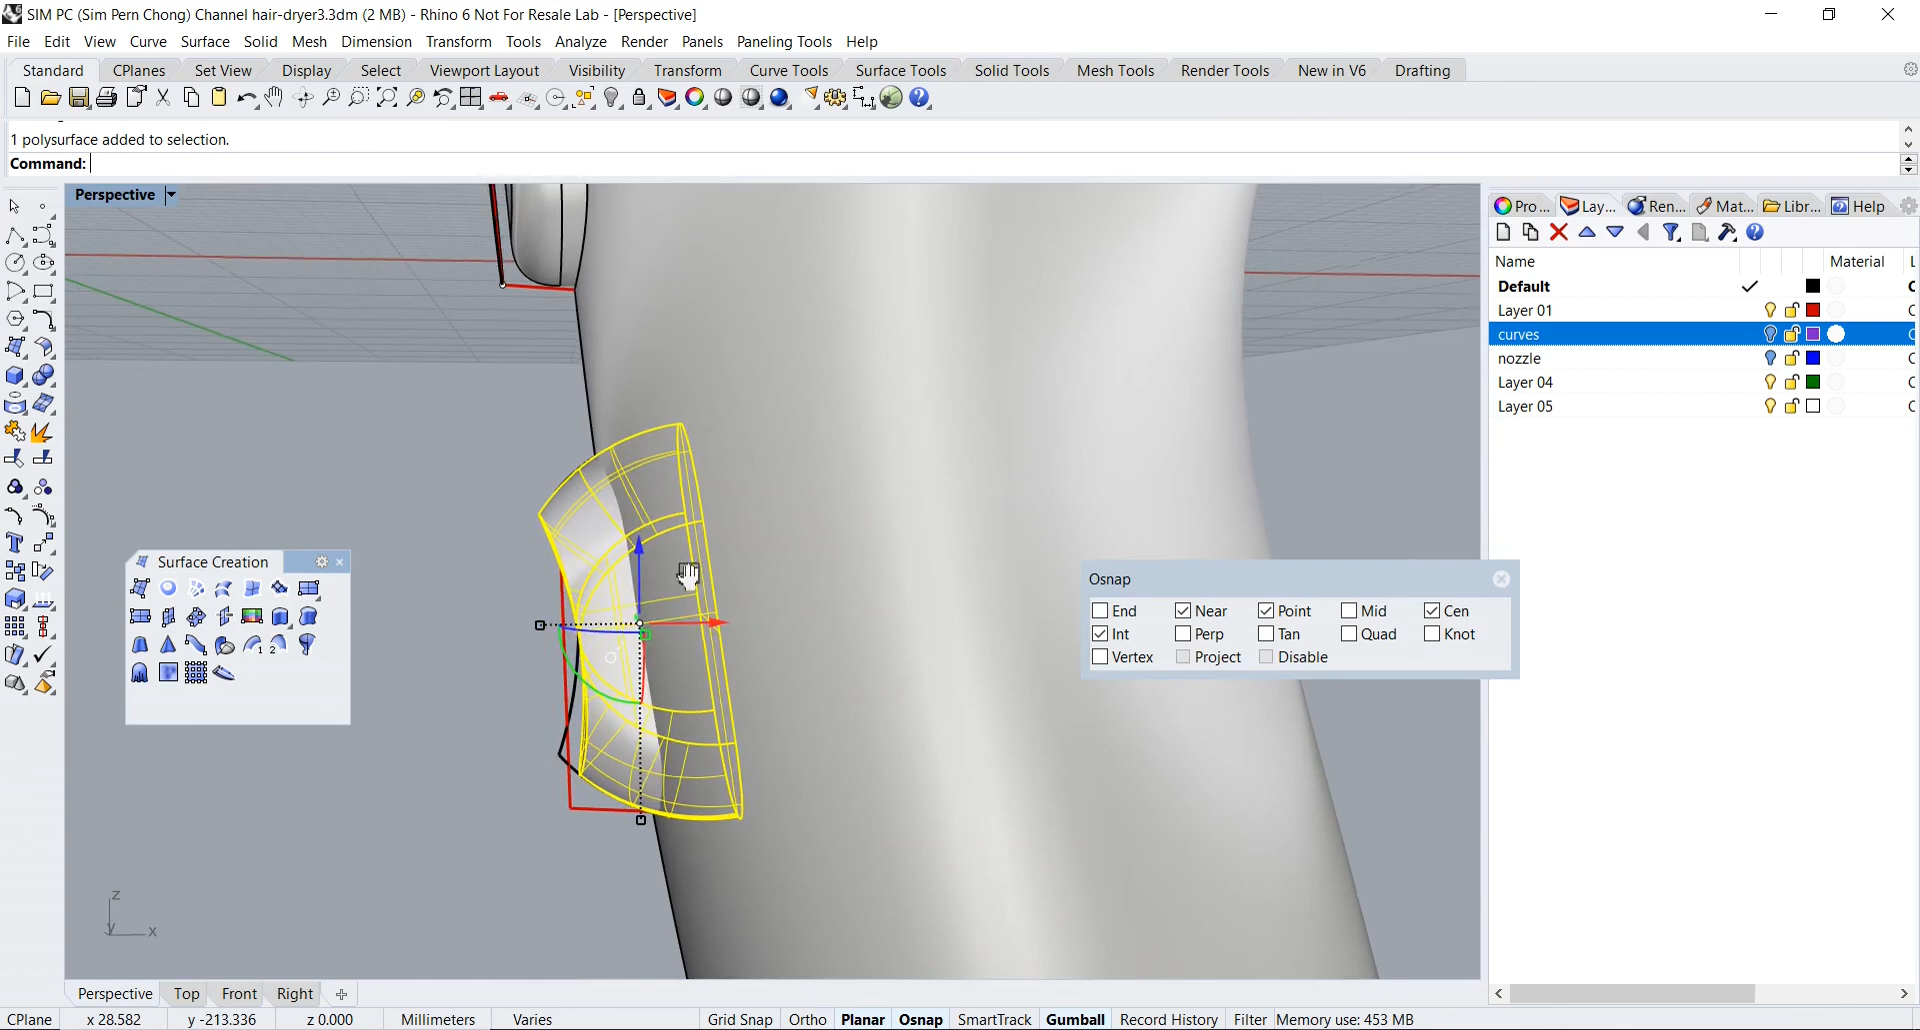 SIM PC (Sim Pern Chong) Channel hair-dryer3.3dm (2 MB) - Rhino 6 Not For Resale Lab - [Perspective]
File Edit View Curve Surface Solid Mesh Dimension Transform Tools Analyze Render Panels Paneling Tools Help
Standard CPlanes Set View Display Select Viewport Layout Visibility Transform Curve Tools Surface Tools Solid Tools Mesh Tools Render Tools New in V6 Drafting
1 polysurface added to selection.
Command:
Perspective
Pro... Lay... Ren... Mat... Libr... Help
Name Material L
Default C
Layer 01 C
curves C
nozzle C
Layer 04 C
Layer 05 C
Surface Creation
Osnap
End Near Point Mid Cen
Int Perp Tan Quad Knot
Vertex Project Disable
z
y x
Perspective Top Front Right
CPlane x 28.582 y -213.336 z 0.000 Millimeters Varies Grid Snap Ortho Planar Osnap SmartTrack Gumball Record History Filter Memory use: 453 MB